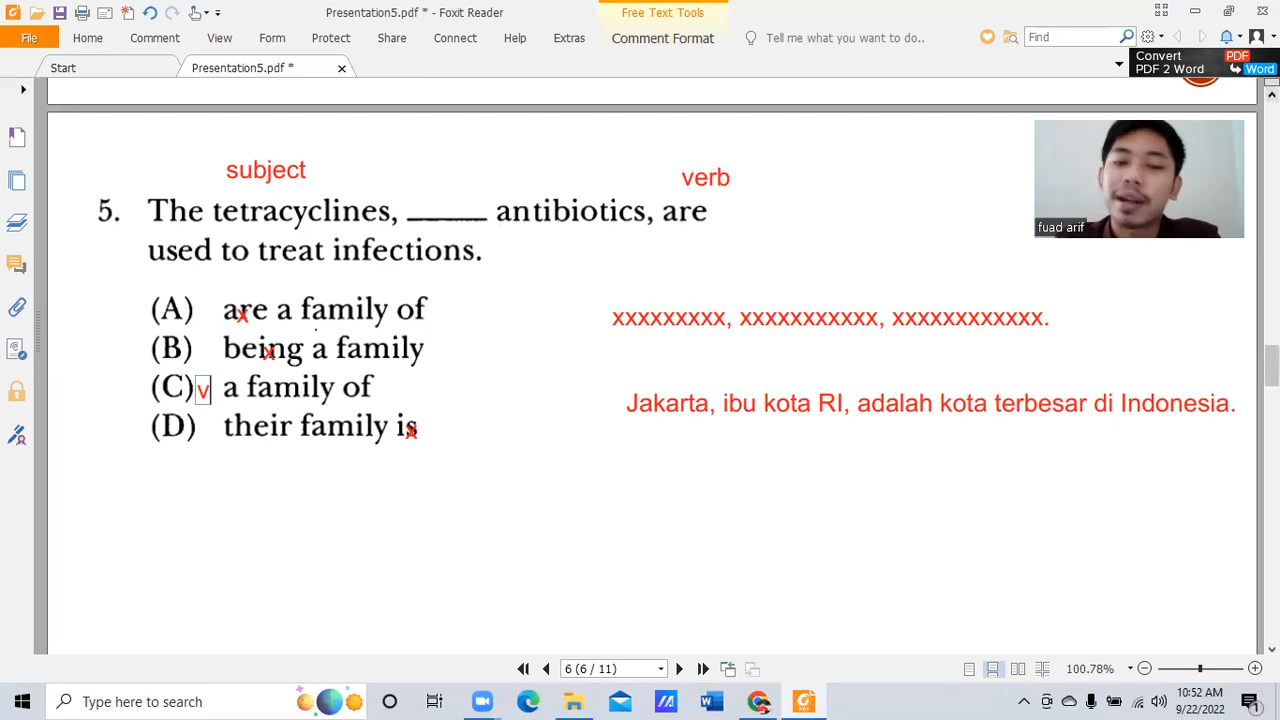 Presentation5.pdf * - Foxit Reader
Free Text Tools
File Home Comment View Form Protect Share Connect Help Extras Comment Format Tell me what you want to do.. Find
Start Presentation5.pdf *
Convert PDF
PDF 2 Word Word
subject
verb
5. The tetracyclines, _____ antibiotics, are
used to treat infections.
fuad arif
(A) are a family of
x
(B) being a family
x
(C) v a family of
(D) their family is
x
xxxxxxxxx, xxxxxxxxxxx, xxxxxxxxxxxx.
Jakarta, ibu kota RI, adalah kota terbesar di Indonesia.
6 (6 / 11)
100.78%
Type here to search
10:52 AM
9/22/2022
1